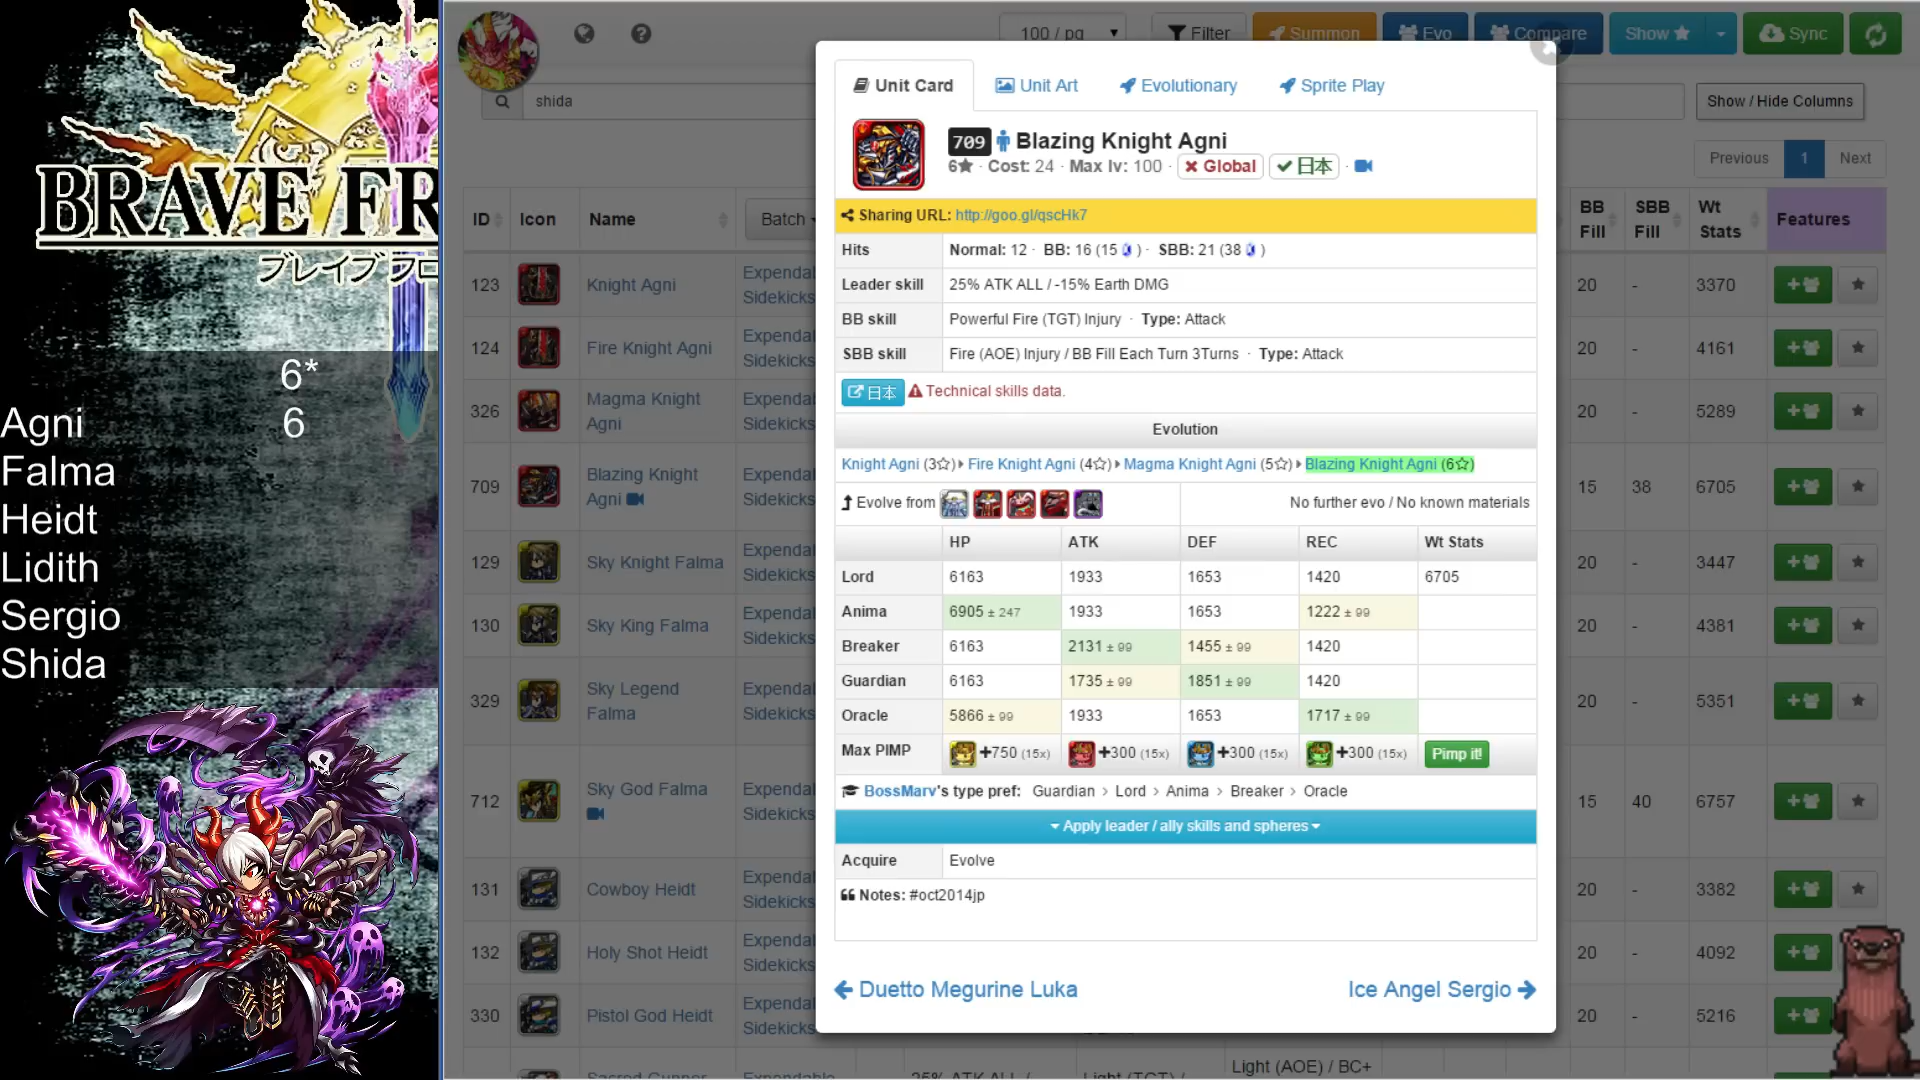 BRAVE FR
ブレイブ フロ
6*
Agni 6
Falma
Heidt
Lidith
Sergio
Shida
100 / pg
Filter
Summon
Evo
Compare
Show
Sync
shida
Show / Hide Columns
Previous 1 Next
ID Icon Name Batch
BB Fill SBB Fill Wt Stats Features
123 Knight Agni Expendal Sidekicks 20 - 3370
124 Fire Knight Agni Expendal Sidekicks 20 - 4161
326 Magma Knight Agni Expendal Sidekicks 20 - 5289
709 Blazing Knight Agni Expendal Sidekicks 15 38 6705
129 Sky Knight Falma Expendal Sidekicks 20 - 3447
130 Sky King Falma Expendal Sidekicks 20 - 4381
329 Sky Legend Falma Expendal Sidekicks 20 - 5351
712 Sky God Falma Expendal Sidekicks 15 40 6757
131 Cowboy Heidt Expendal Sidekicks 20 - 3382
132 Holy Shot Heidt Expendal Sidekicks 20 - 4092
330 Pistol God Heidt Expendal Sidekicks 20 - 5216
Light (AOE) / BC+
Unit Card Unit Art Evolutionary Sprite Play
709 Blazing Knight Agni
6★ · Cost: 24 · Max lv: 100 · ✖ Global ✔ 日本 ·
Sharing URL: http://goo.gl/qscHk7
Hits Normal: 12 · BB: 16 (15 ) · SBB: 21 (38 )
Leader skill 25% ATK ALL / -15% Earth DMG
BB skill Powerful Fire (TGT) Injury · Type: Attack
SBB skill Fire (AOE) Injury / BB Fill Each Turn 3Turns · Type: Attack
日本 Technical skills data.
Evolution
Knight Agni (3☆) Fire Knight Agni (4☆) Magma Knight Agni (5☆) Blazing Knight Agni (6☆)
Evolve from No further evo / No known materials
HP ATK DEF REC Wt Stats
Lord 6163 1933 1653 1420 6705
Anima 6905 ± 247 1933 1653 1222 ± 99
Breaker 6163 2131 ± 99 1455 ± 99 1420
Guardian 6163 1735 ± 99 1851 ± 99 1420
Oracle 5866 ± 99 1933 1653 1717 ± 99
Max PIMP +750 (15x) +300 (15x) +300 (15x) +300 (15x) Pimp it!
BossMarv's type pref: Guardian > Lord > Anima > Breaker > Oracle
Apply leader / ally skills and spheres
Acquire Evolve
Notes: #oct2014jp
Duetto Megurine Luka Ice Angel Sergio